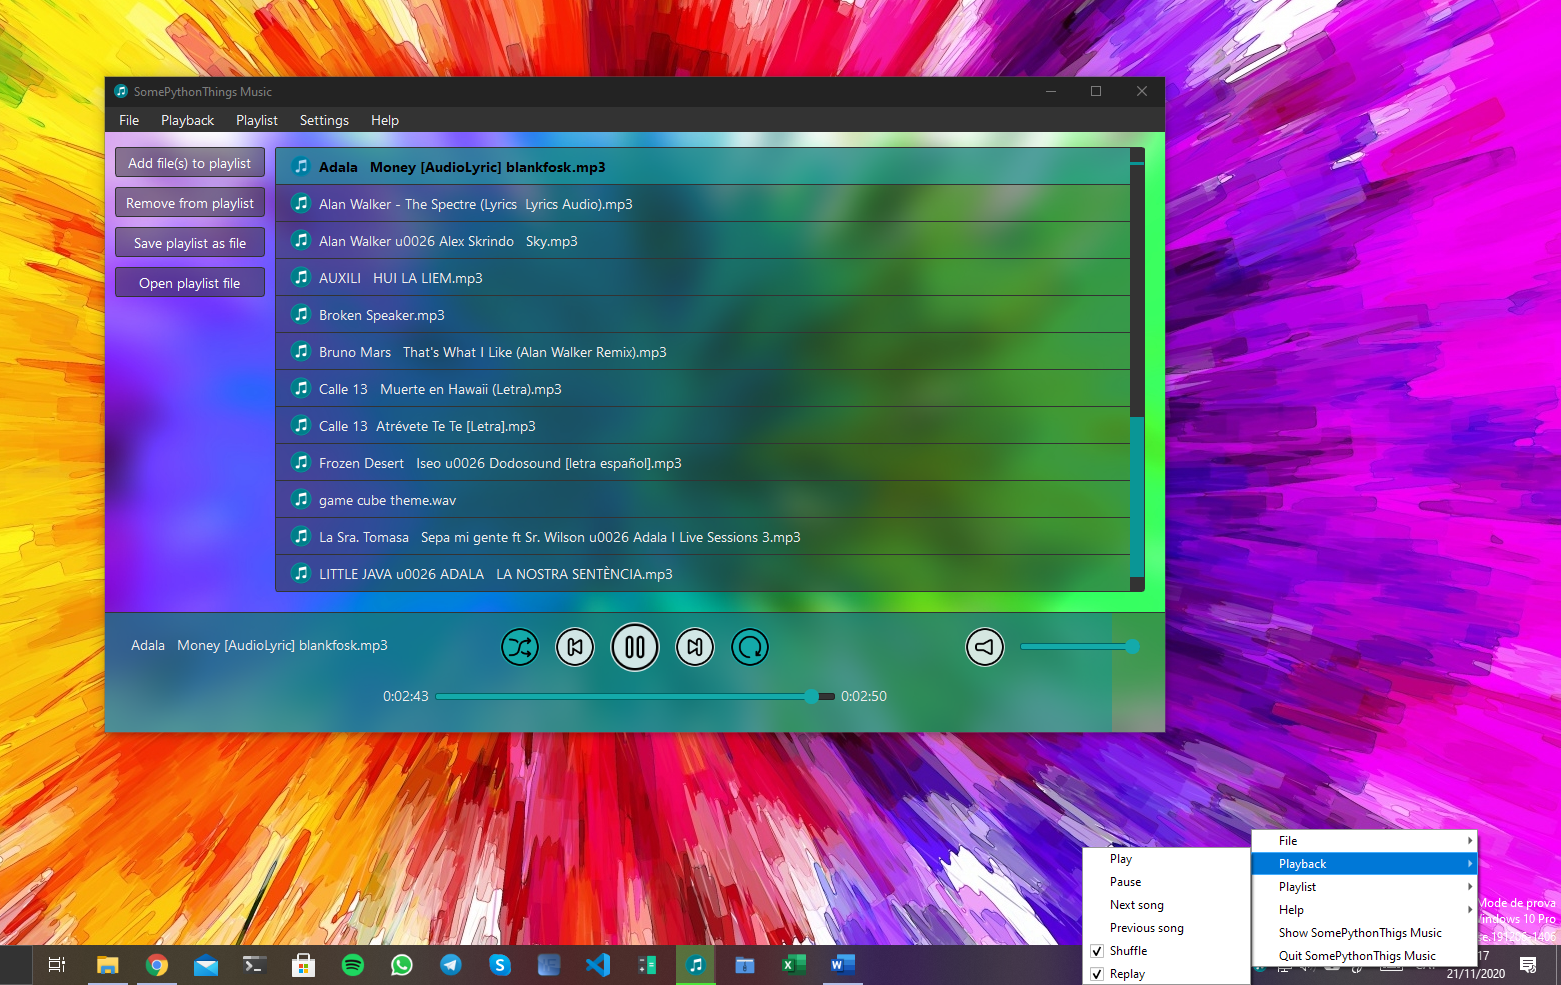 SomePythonThings Music
File Playback Playlist Settings Help
Add file(s) to playlist
Remove from playlist
Save playlist as file
Open playlist file
Adala   Money [AudioLyric] blankfosk.mp3
Alan Walker - The Spectre (Lyrics  Lyrics Audio).mp3
Alan Walker u0026 Alex Skrindo   Sky.mp3
AUXILI   HUI LA LIEM.mp3
Broken Speaker.mp3
Bruno Mars   That's What I Like (Alan Walker Remix).mp3
Calle 13   Muerte en Hawaii (Letra).mp3
Calle 13  Atrévete Te Te [Letra].mp3
Frozen Desert   Iseo u0026 Dodosound [letra español].mp3
game cube theme.wav
La Sra. Tomasa   Sepa mi gente ft Sr. Wilson u0026 Adala I Live Sessions 3.mp3
LITTLE JAVA u0026 ADALA   LA NOSTRA SENTÈNCIA.mp3
Adala   Money [AudioLyric] blankfosk.mp3
0:02:43
0:02:50
Play
Pause
Next song
Previous song
Shuffle
Replay
File
Playback
Playlist
Help
Show SomePythonThigs Music
Quit SomePythonThigs Music
Mode de prova
Windows 10 Pro
se.191206-1406
17
21/11/2020